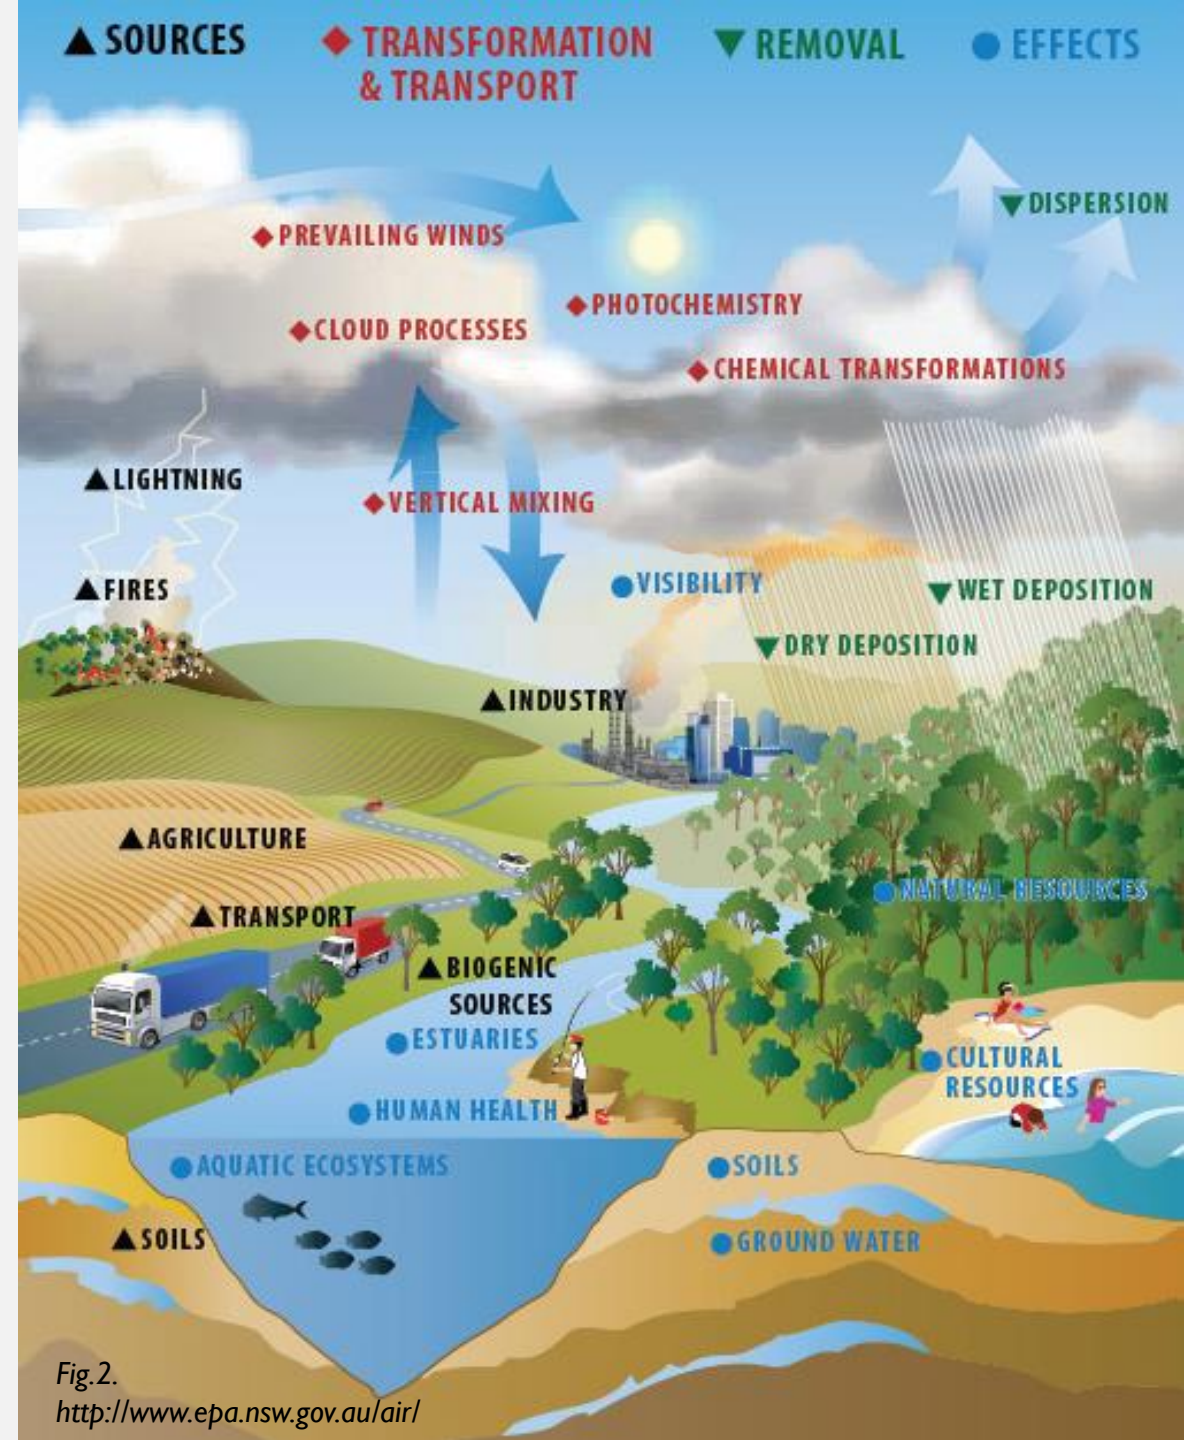 ▲ SOURCES
◆ TRANSFORMATION
& TRANSPORT
▼ REMOVAL
● EFFECTS
▼ DISPERSION
◆ PREVAILING WINDS
◆ PHOTOCHEMISTRY
◆ CLOUD PROCESSES
◆ CHEMICAL TRANSFORMATIONS
▲ LIGHTNING
◆ VERTICAL MIXING
▲ FIRES
● VISIBILITY
▼ WET DEPOSITION
▼ DRY DEPOSITION
▲ INDUSTRY
▲ AGRICULTURE
● NATURAL RESOURCES
▲ TRANSPORT
▲ BIOGENIC
SOURCES
● ESTUARIES
● CULTURAL
RESOURCES
● HUMAN HEALTH
● AQUATIC ECOSYSTEMS
● SOILS
▲ SOILS
● GROUND WATER
Fig.2.
http://www.epa.nsw.gov.au/air/